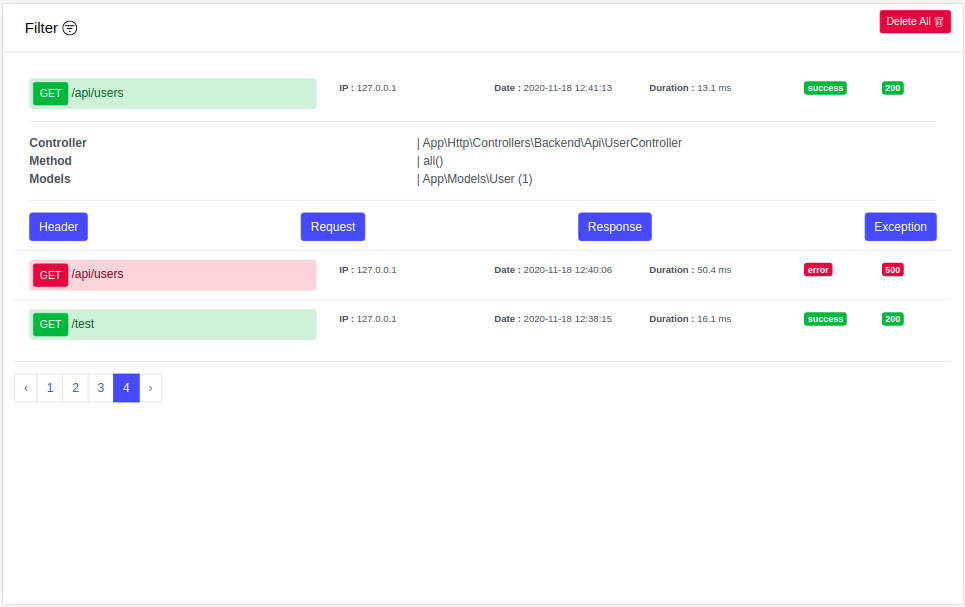 Filter
Delete All
GET /api/users IP : 127.0.0.1 Date : 2020-11-18 12:41:13 Duration : 13.1 ms success 200
Controller | App\Http\Controllers\Backend\Api\UserController
Method | all()
Models | App\Models\User (1)
Header Request Response Exception
GET /api/users IP : 127.0.0.1 Date : 2020-11-18 12:40:06 Duration : 50.4 ms error 500
GET /test IP : 127.0.0.1 Date : 2020-11-18 12:38:15 Duration : 16.1 ms success 200
‹ 1 2 3 4 ›